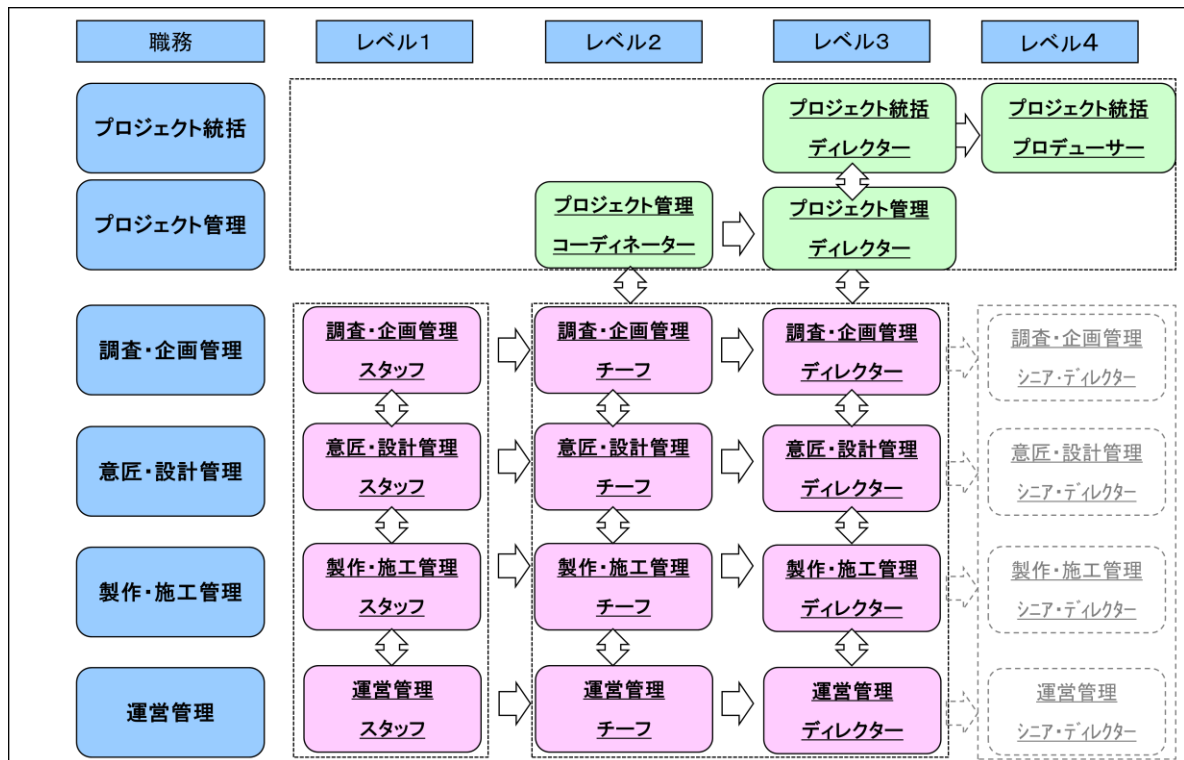 職務
レベル1
レベル2
レベル3
レベル4
プロジェクト統括
プロジェクト統括
ディレクター
プロジェクト統括
プロデューサー
プロジェクト管理
プロジェクト管理
コーディネーター
プロジェクト管理
ディレクター
調査・企画管理
調査・企画管理
スタッフ
調査・企画管理
チーフ
調査・企画管理
ディレクター
調査・企画管理
シニア・ディレクター
意匠・設計管理
意匠・設計管理
スタッフ
意匠・設計管理
チーフ
意匠・設計管理
ディレクター
意匠・設計管理
シニア・ディレクター
製作・施工管理
製作・施工管理
スタッフ
製作・施工管理
チーフ
製作・施工管理
ディレクター
製作・施工管理
シニア・ディレクター
運営管理
運営管理
スタッフ
運営管理
チーフ
運営管理
ディレクター
運営管理
シニア・ディレクター